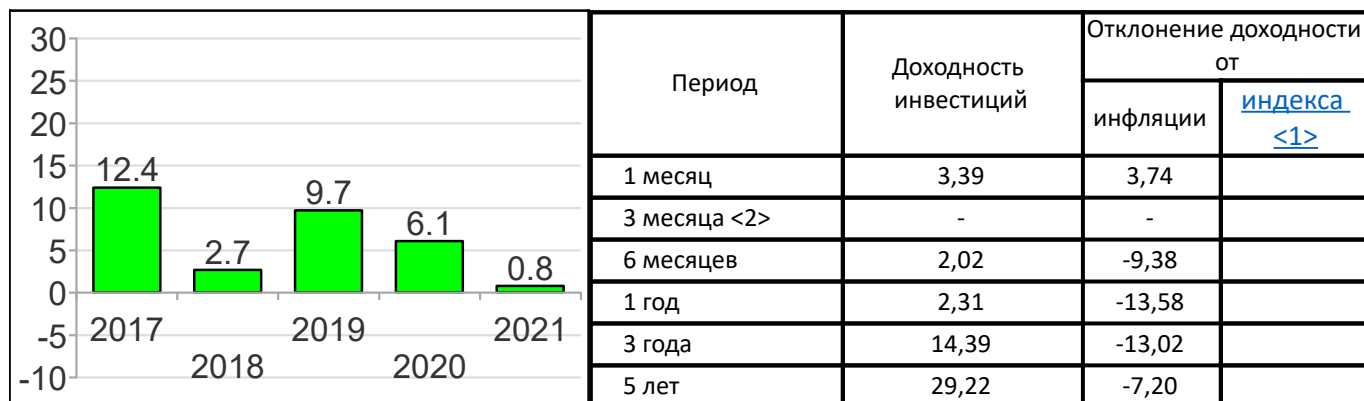 30
25
20
15
10
5
0
-5
-10
12.4
2.7
9.7
6.1
0.8
2017
2018
2019
2020
2021
Период
Доходность
инвестиций
Отклонение доходности
от
инфляции
индекса
<1>
1 месяц 3,39 3,74
3 месяца <2> - -
6 месяцев 2,02 -9,38
1 год 2,31 -13,58
3 года 14,39 -13,02
5 лет 29,22 -7,20